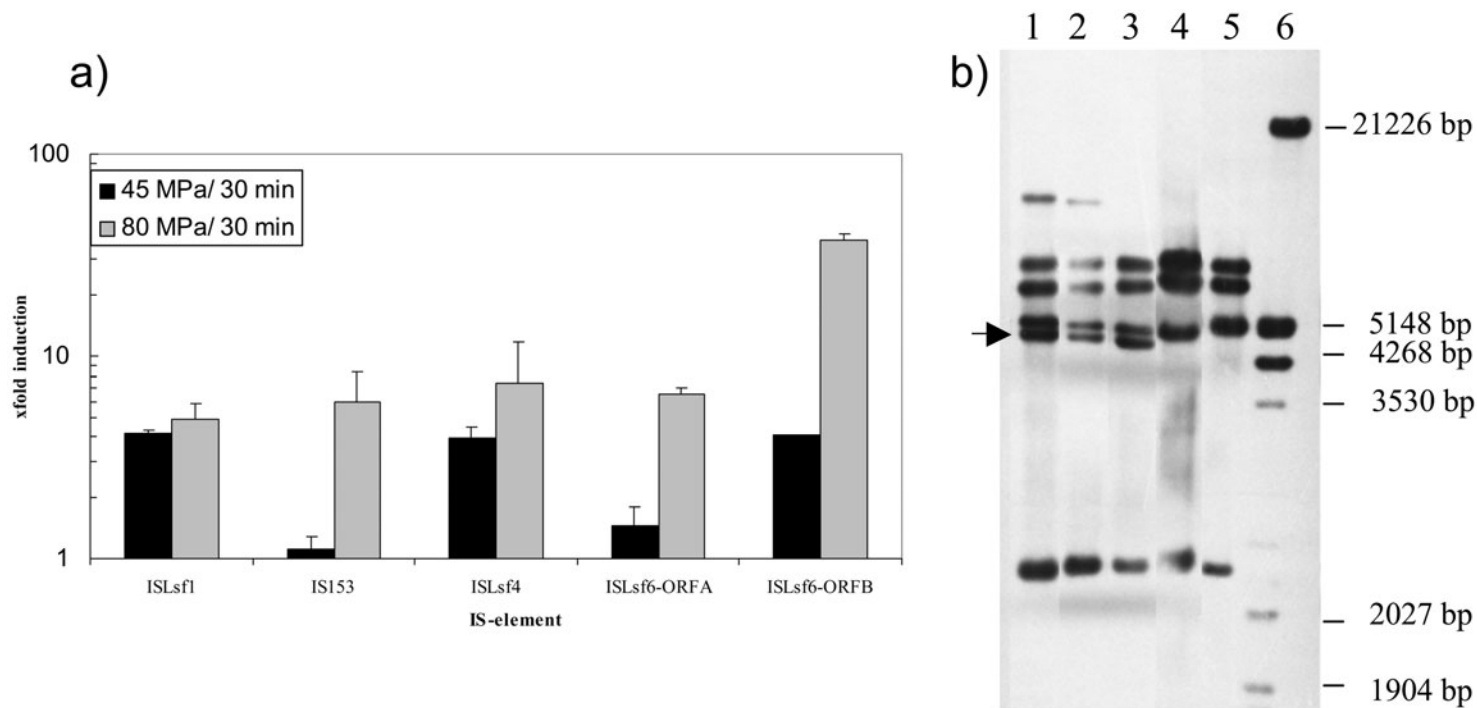 a)
100
10
1
xfold induction
45 MPa/ 30 min
80 MPa/ 30 min
ISLsf1
IS153
ISLsf4
ISLsf6-ORFA
ISLsf6-ORFB
IS-element
b)
1 2 3 4 5 6
21226 bp
5148 bp
4268 bp
3530 bp
2027 bp
1904 bp